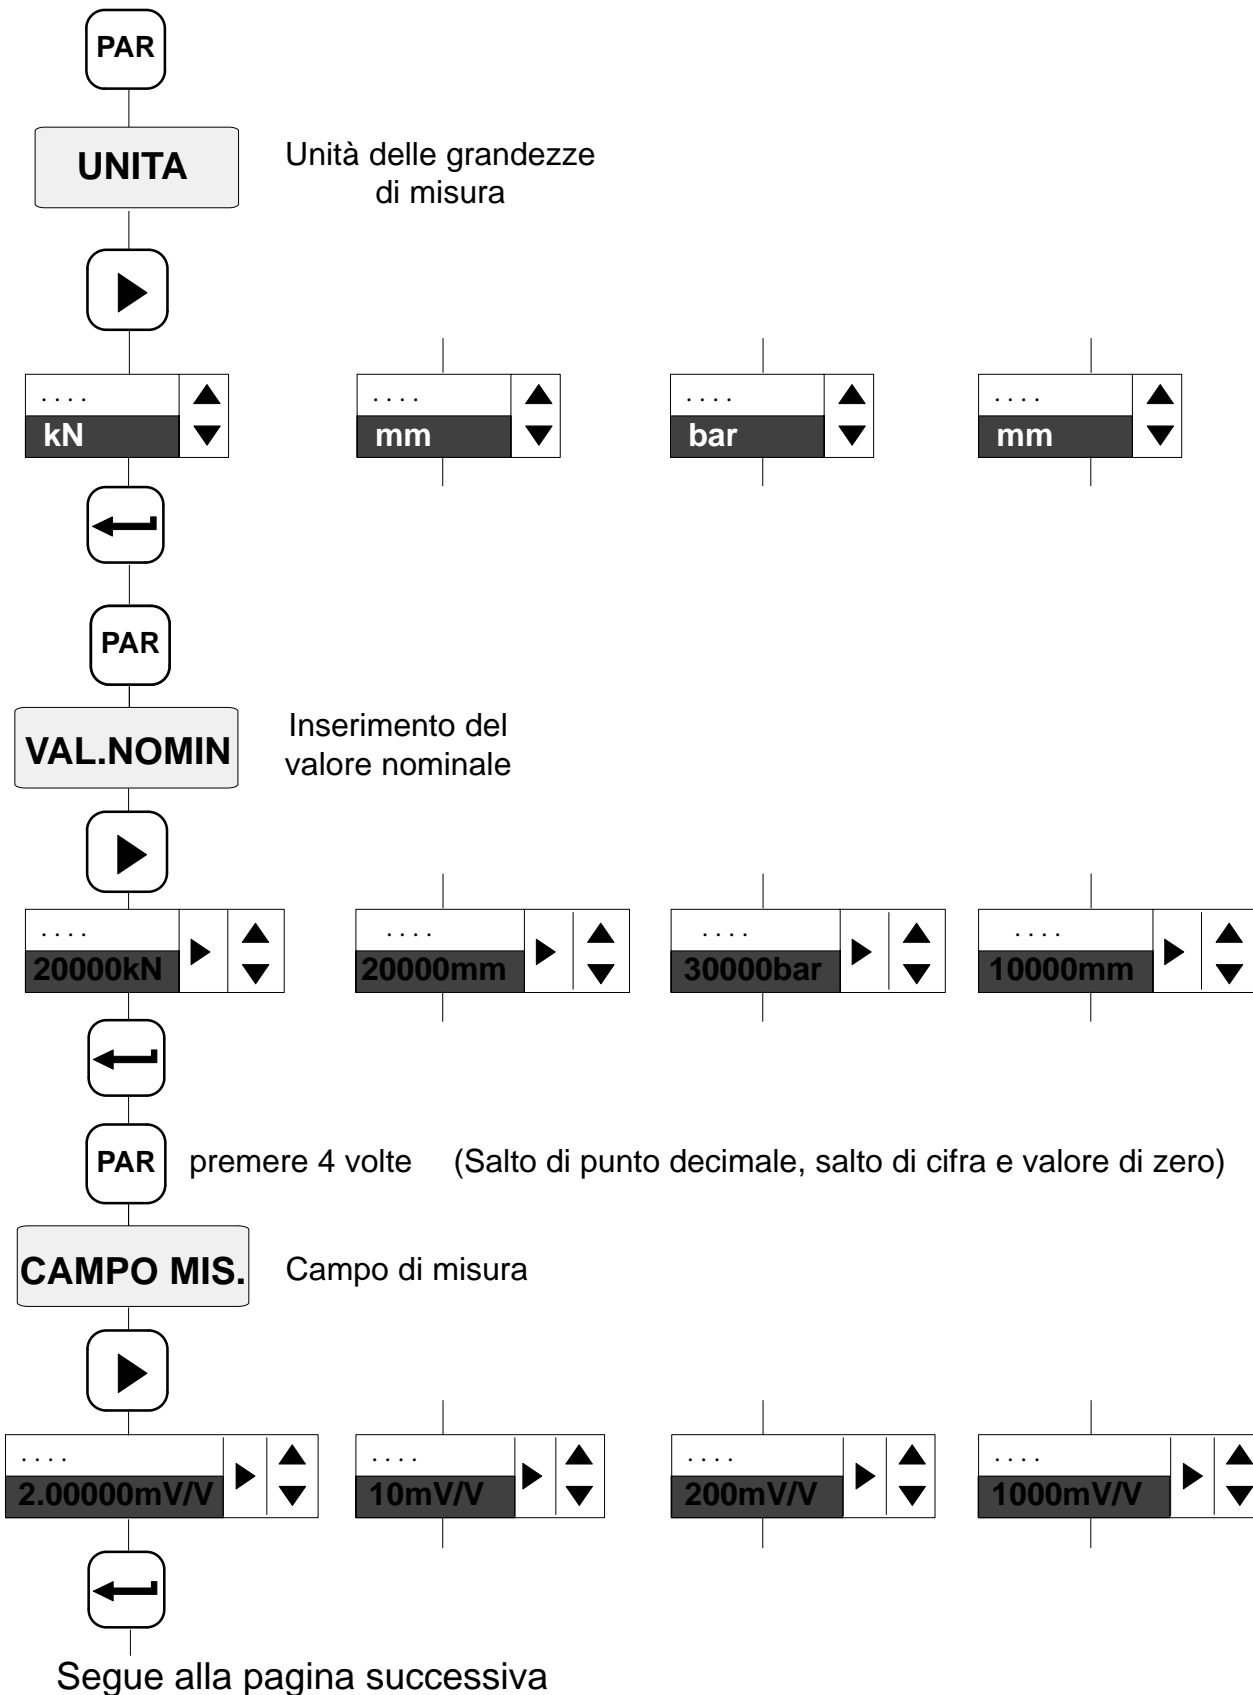 PAR
UNITA
Unità delle grandezze
di misura
. . . .
. . . .
. . . .
. . . .
kN
mm
bar
mm
PAR
VAL.NOMIN
Inserimento del
valore nominale
. . . .
. . . .
. . . .
. . . .
20000kN
20000mm
30000bar
10000mm
PAR premere 4 volte (Salto di punto decimale, salto di cifra e valore di zero)
CAMPO MIS.
Campo di misura
. . . .
. . . .
. . . .
. . . .
2.00000mV/V
10mV/V
200mV/V
1000mV/V
Segue alla pagina successiva